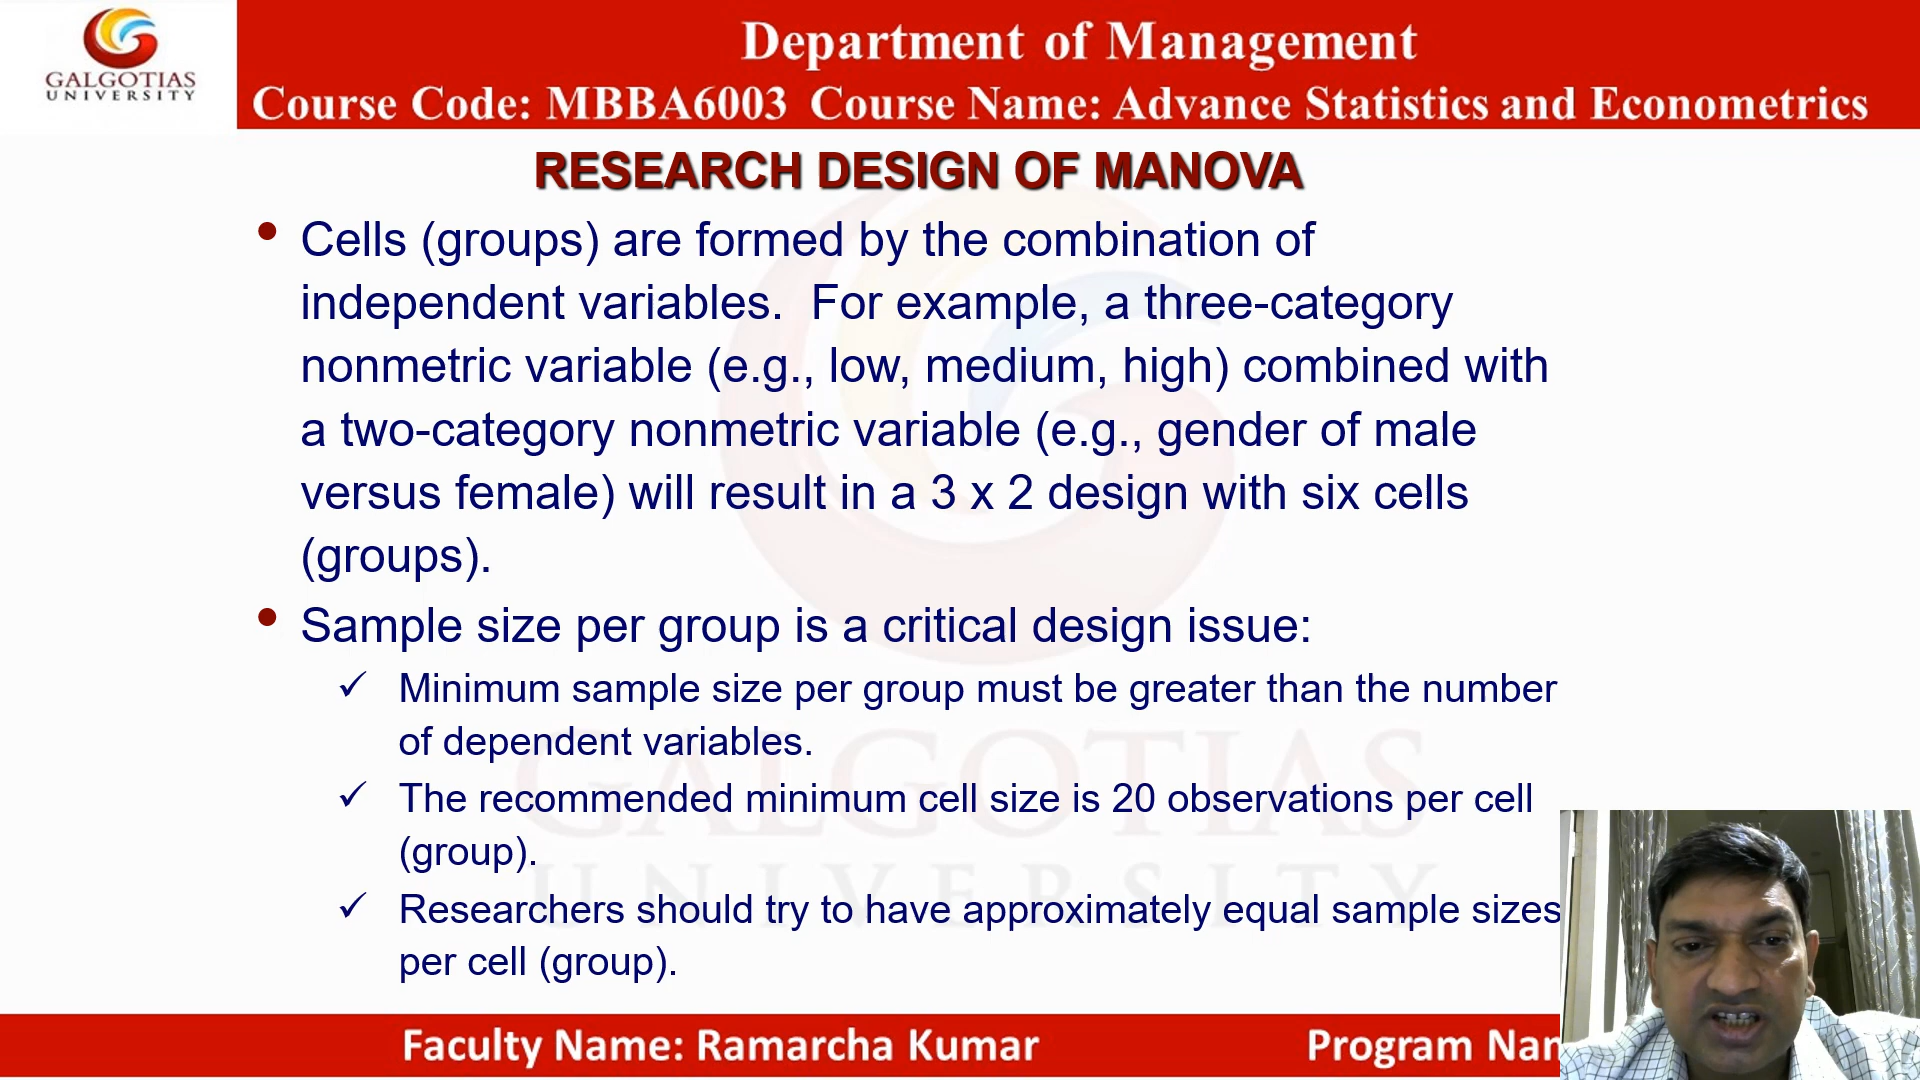 GALGOTIAS
UNIVERSITY
Department of Management
Course Code: MBBA6003 Course Name: Advance Statistics and Econometrics
RESEARCH DESIGN OF MANOVA
• Cells (groups) are formed by the combination of
independent variables. For example, a three-category
nonmetric variable (e.g., low, medium, high) combined with
a two-category nonmetric variable (e.g., gender of male
versus female) will result in a 3 x 2 design with six cells
(groups).
• Sample size per group is a critical design issue:
✓ Minimum sample size per group must be greater than the number
of dependent variables.
✓ The recommended minimum cell size is 20 observations per cell
(group).
✓ Researchers should try to have approximately equal sample sizes
per cell (group).
GALGOTIAS
UNIVERSITY
Faculty Name: Ramarcha Kumar
Program